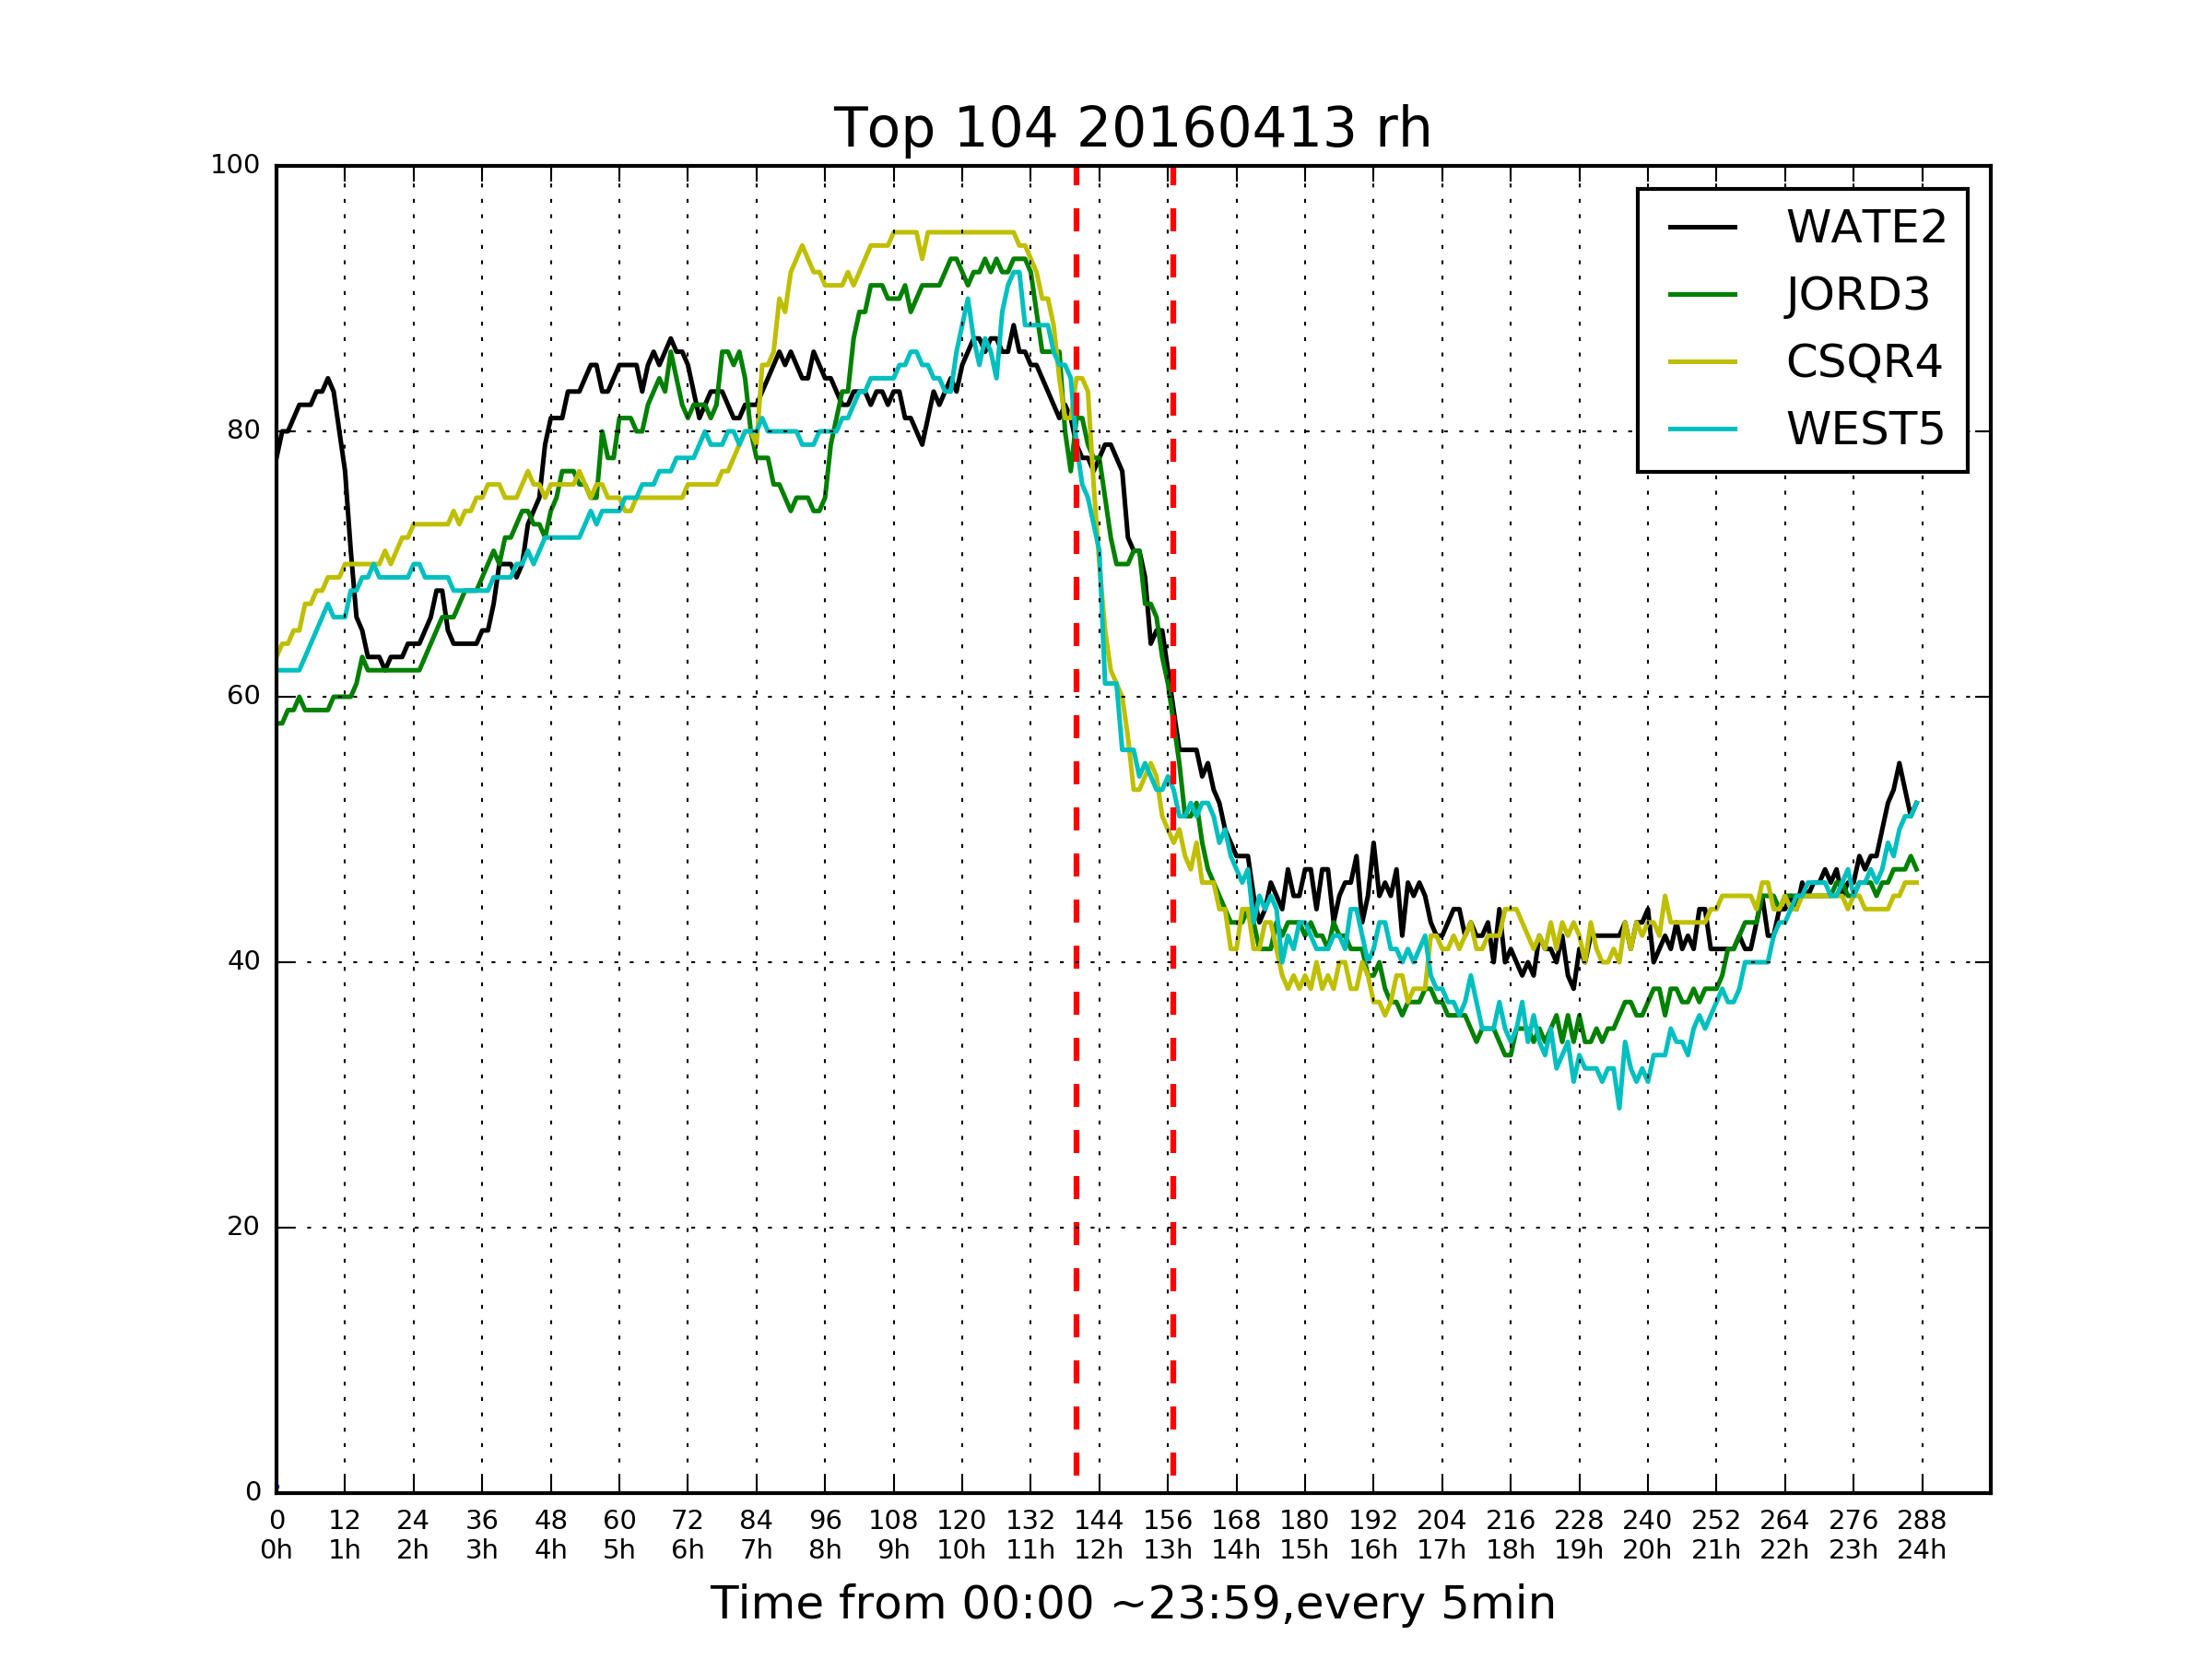 Top 104 20160413 rh
100
80
60
40
20
0
WATE2
JORD3
CSQR4
WEST5
0 12 24 36 48 60 72 84 96 108 120 132 144 156 168 180 192 204 216 228 240 252 264 276 288
0h 1h 2h 3h 4h 5h 6h 7h 8h 9h 10h 11h 12h 13h 14h 15h 16h 17h 18h 19h 20h 21h 22h 23h 24h
Time from 00:00 ~23:59,every 5min